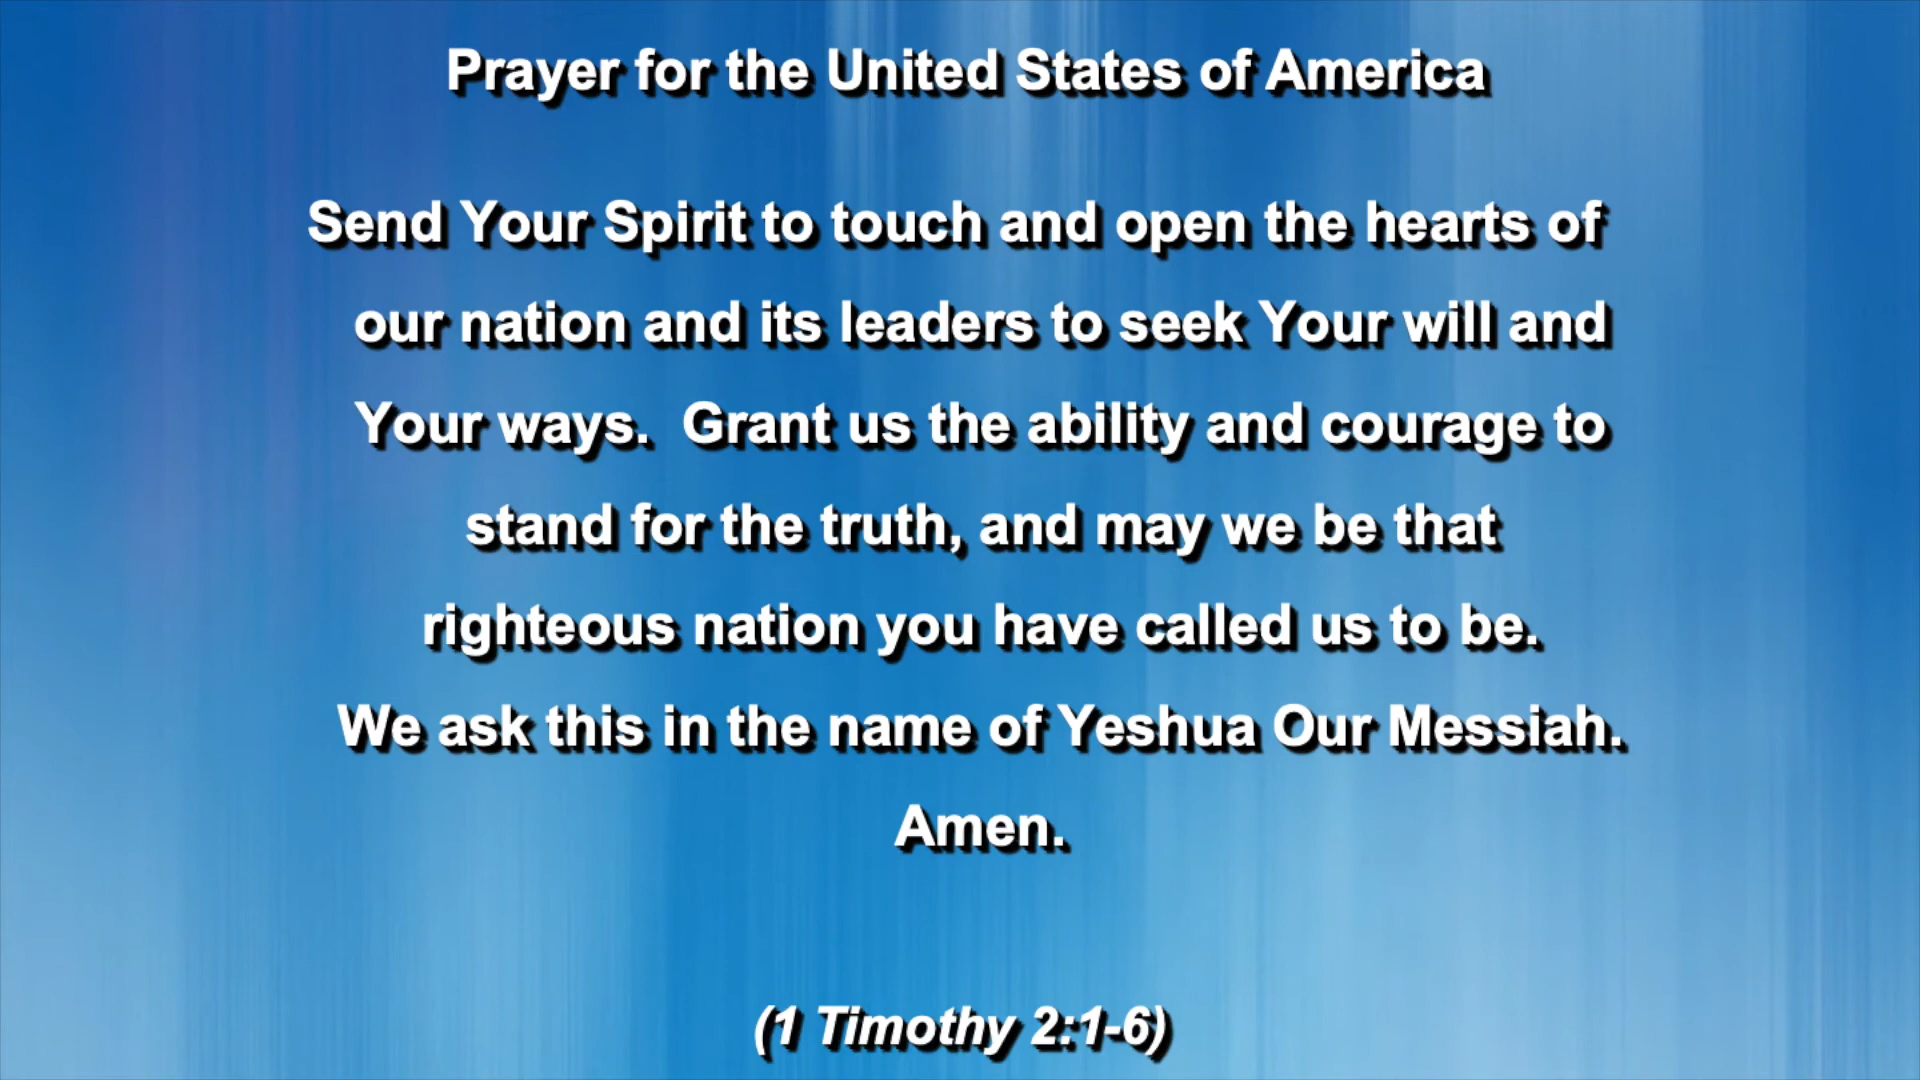 Prayer for the United States of America
Send Your Spirit to touch and open the hearts of
our nation and its leaders to seek Your will and
Your ways.  Grant us the ability and courage to
stand for the truth, and may we be that
righteous nation you have called us to be.
We ask this in the name of Yeshua Our Messiah.
Amen.
(1 Timothy 2:1-6)